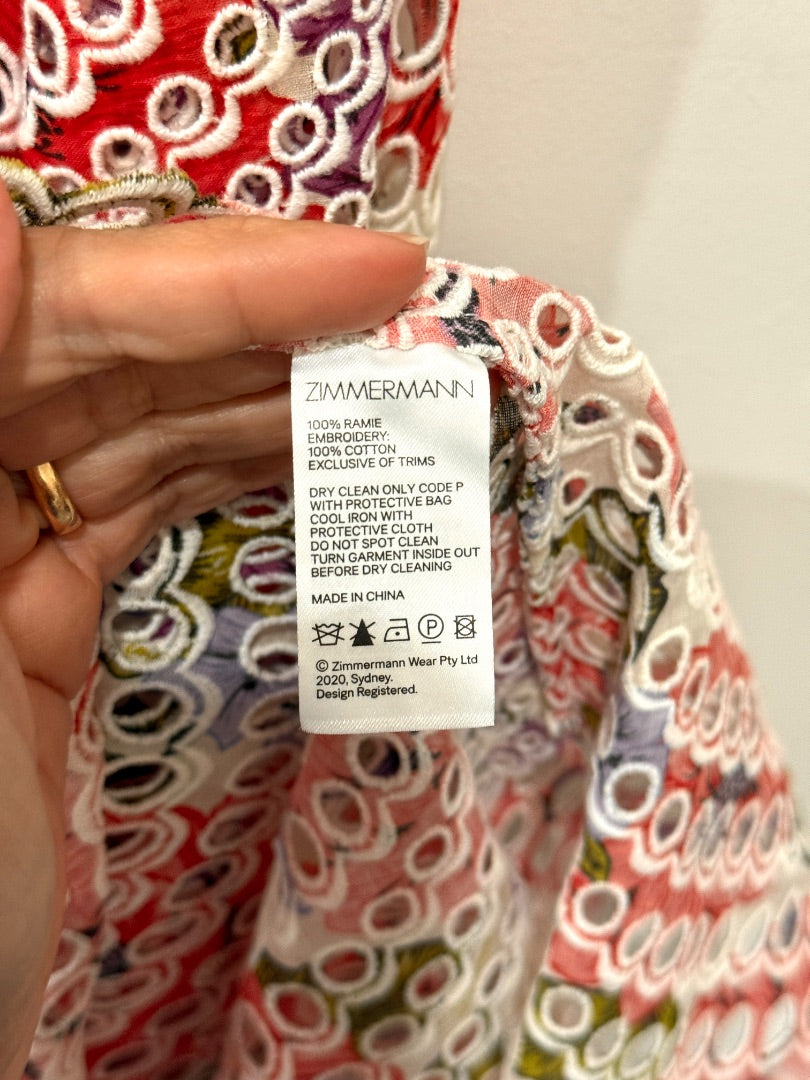 ZIMMERMANN
100% RAMIE
EMBROIDERY:
100% COTTON
EXCLUSIVE OF TRIMS
DRY CLEAN ONLY CODE P
WITH PROTECTIVE BAG
COOL IRON WITH
PROTECTIVE CLOTH
DO NOT SPOT CLEAN
TURN GARMENT INSIDE OUT
BEFORE DRY CLEANING
MADE IN CHINA
P
© Zimmermann Wear Pty Ltd
2020, Sydney.
Design Registered.